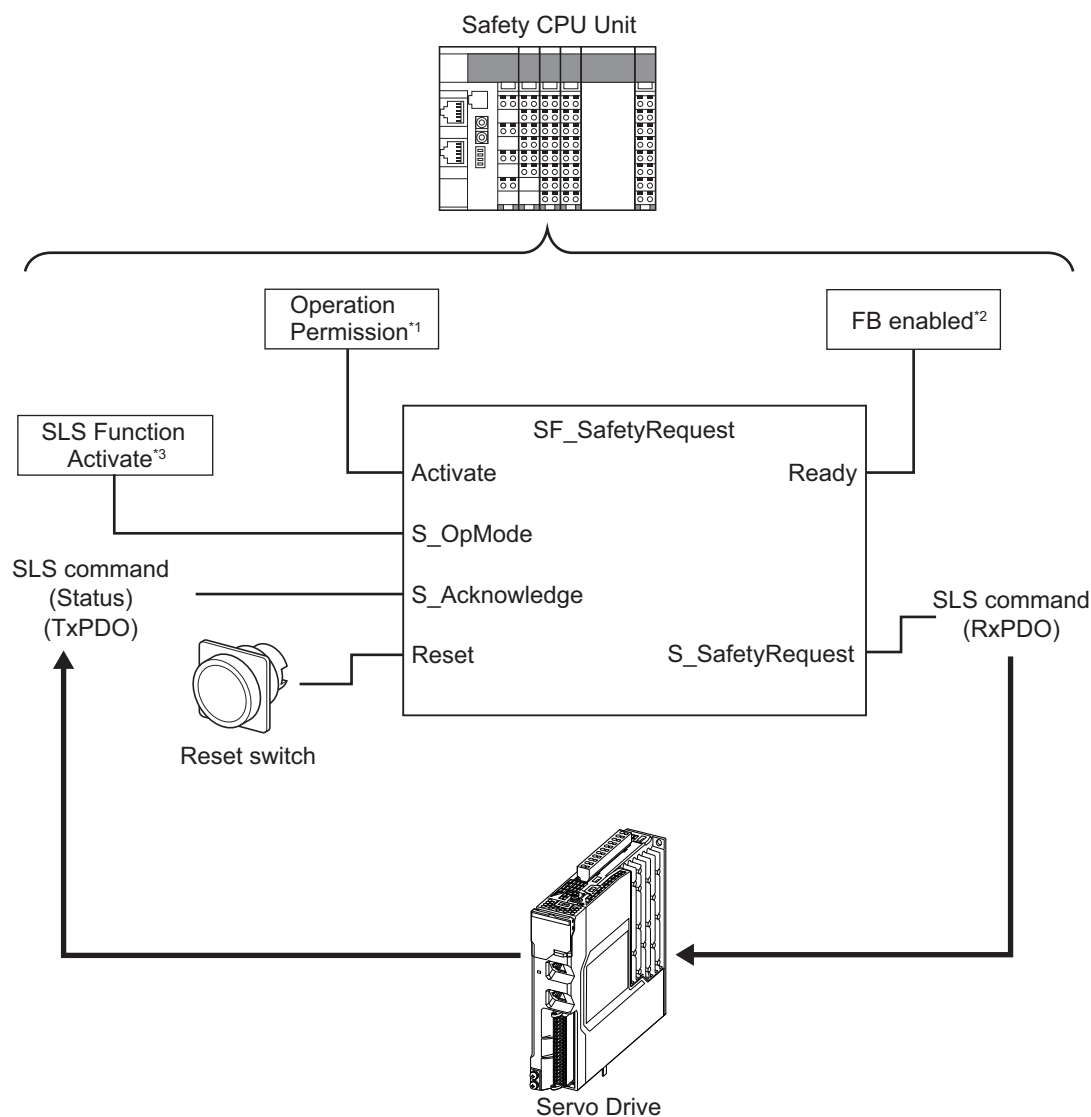 Safety CPU Unit
Operation
Permission*1
FB enabled*2
SLS Function
Activate*3
SF_SafetyRequest
Activate
Ready
S_OpMode
SLS command
(Status)
(TxPDO)
S_Acknowledge
SLS command
(RxPDO)
Reset
S_SafetyRequest
Reset switch
Servo Drive